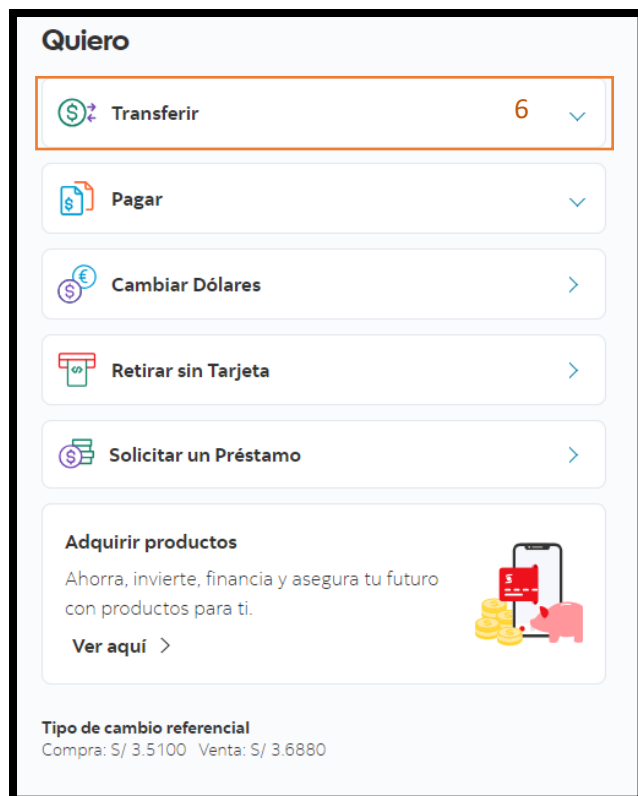 Quiero
Transferir 6
Pagar
Cambiar Dólares
Retirar sin Tarjeta
Solicitar un Préstamo
Adquirir productos
Ahorra, invierte, financia y asegura tu futuro
con productos para ti.
Ver aquí
Tipo de cambio referencial
Compra: S/ 3.5100 Venta: S/ 3.6880